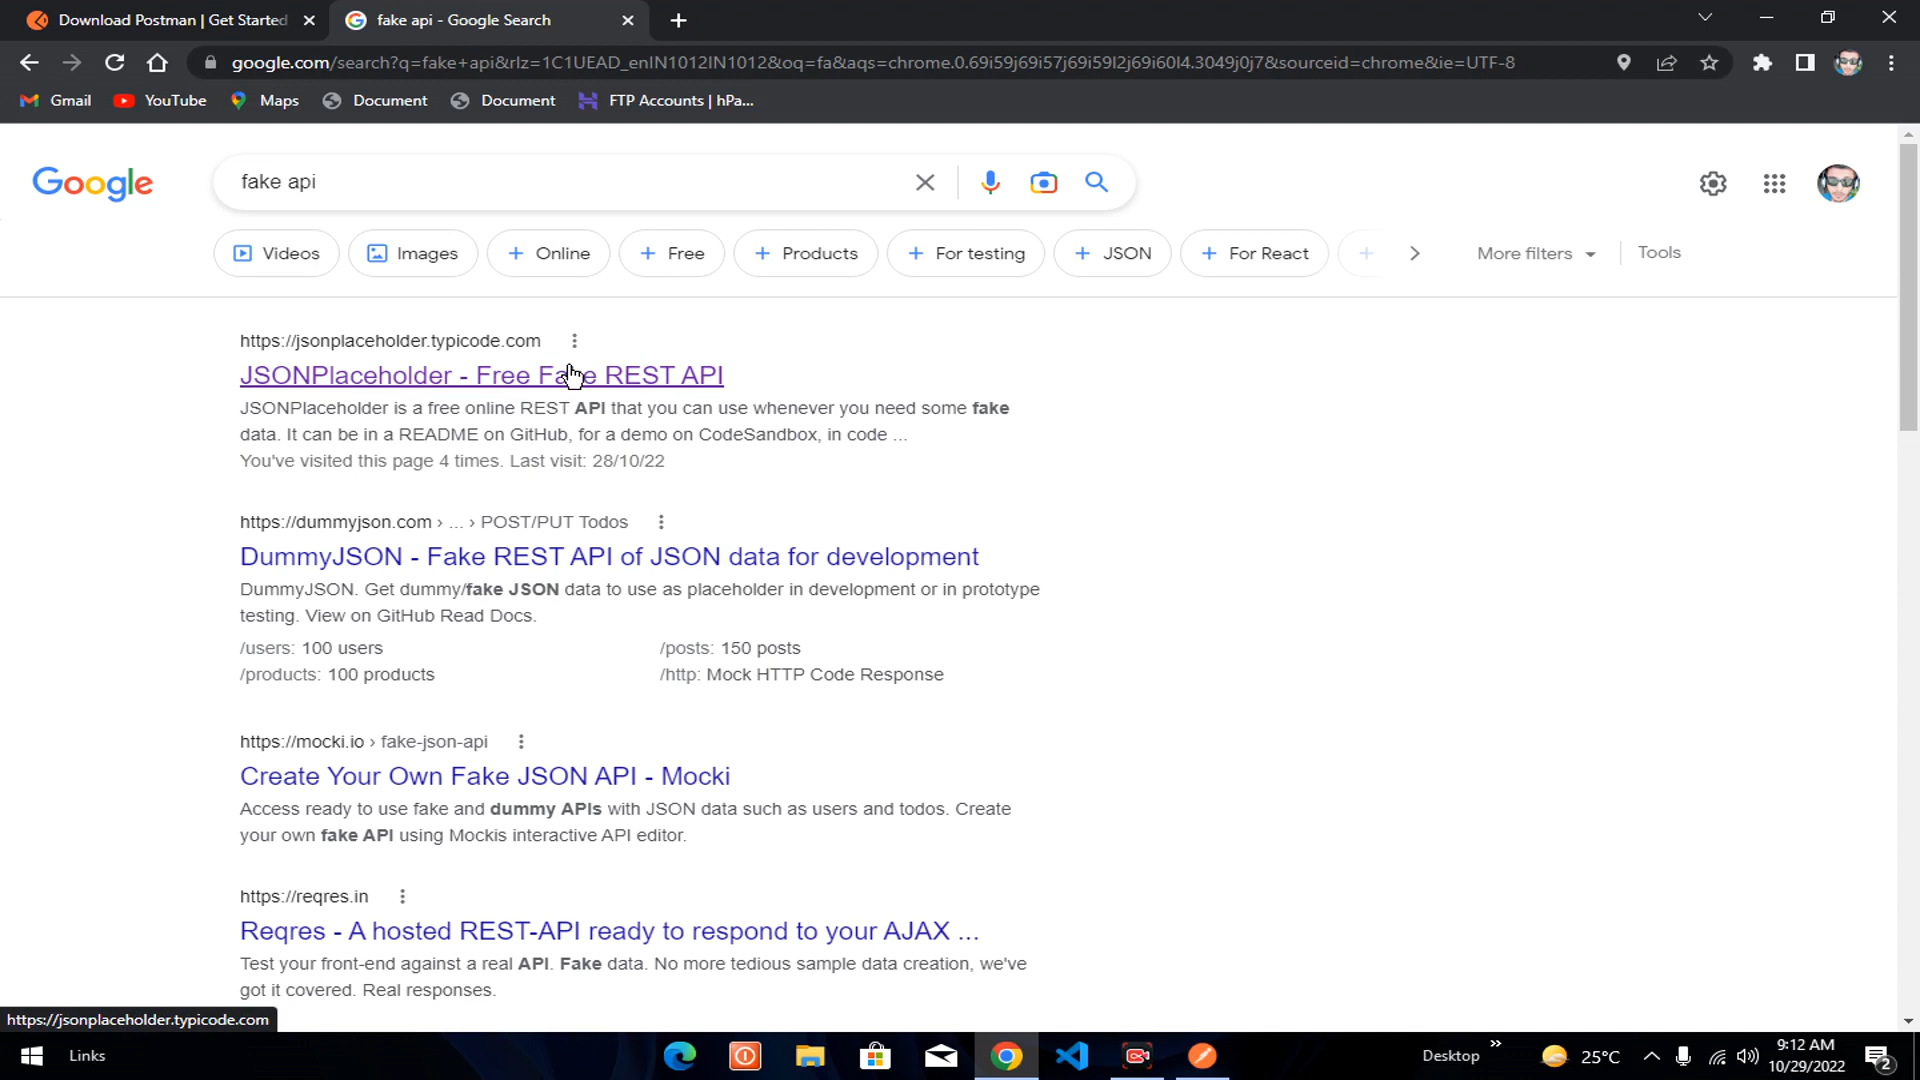 Download Postman | Get Started
fake api - Google Search
google.com/search?q=fake+api&rlz=1C1UEAD_enIN1012IN1012&oq=fa&aqs=chrome.0.69i59j69i57j69i59l2j69i60l4.3049j0j7&sourceid=chrome&ie=UTF-8
Gmail YouTube Maps Document Document FTP Accounts | hPa...
Google
fake api
Videos Images Online Free Products For testing JSON For React More filters Tools
https://jsonplaceholder.typicode.com
JSONPlaceholder - Free Fake REST API
JSONPlaceholder is a free online REST API that you can use whenever you need some fake
data. It can be in a README on GitHub, for a demo on CodeSandbox, in code ...
You've visited this page 4 times. Last visit: 28/10/22
https://dummyjson.com › ... › POST/PUT Todos
DummyJSON - Fake REST API of JSON data for development
DummyJSON. Get dummy/fake JSON data to use as placeholder in development or in prototype
testing. View on GitHub Read Docs.
/users: 100 users /posts: 150 posts
/products: 100 products /http: Mock HTTP Code Response
https://mocki.io › fake-json-api
Create Your Own Fake JSON API - Mocki
Access ready to use fake and dummy APIs with JSON data such as users and todos. Create
your own fake API using Mockis interactive API editor.
https://reqres.in
Reqres - A hosted REST-API ready to respond to your AJAX ...
Test your front-end against a real API. Fake data. No more tedious sample data creation, we've
got it covered. Real responses.
https://jsonplaceholder.typicode.com
Links Desktop 25°C 9:12 AM
10/29/2022 2